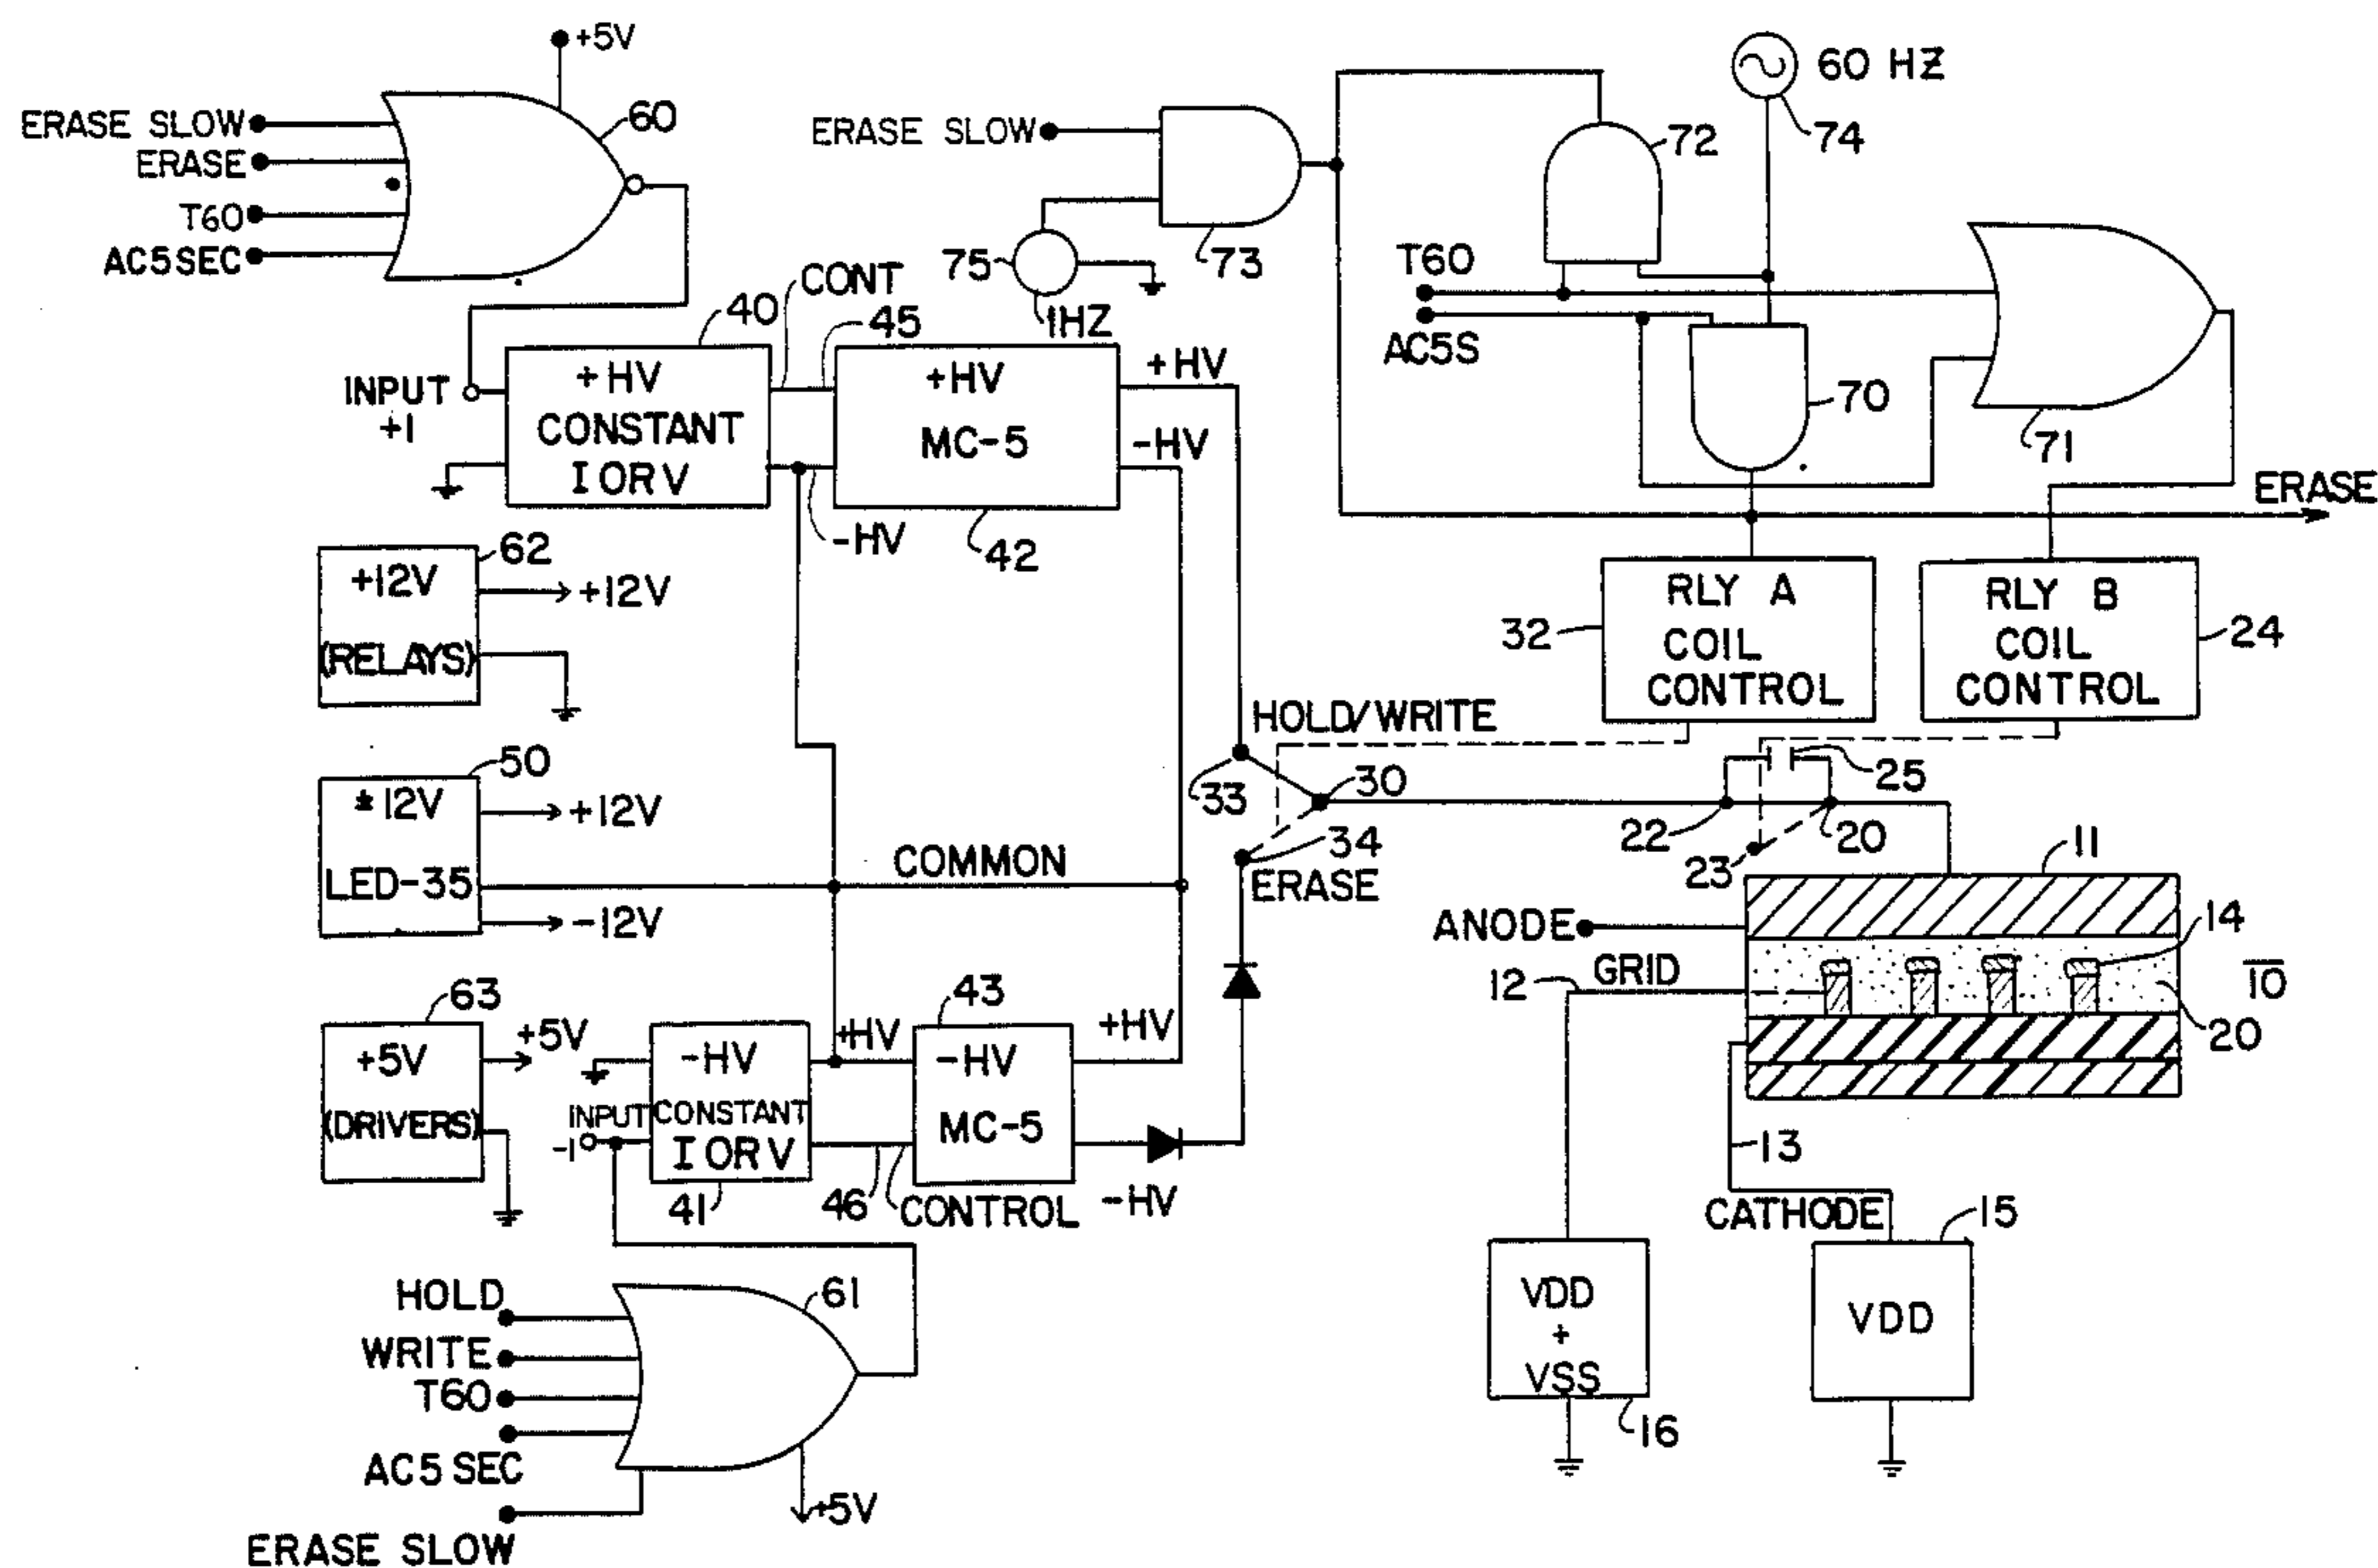 +5V
ERASE SLOW
60
ERASE
T60
AC5SEC
ERASE SLOW
73
75
1HZ
72
60 HZ
74
T60
AC5S
70
71
ERASE
CONT
40
45
INPUT
+1
+HV
CONSTANT
I OR V
+HV
MC-5
+HV
-HV
-HV
42
62
+12V
(RELAYS)
+12V
RLY A
COIL
CONTROL
32
RLY B
COIL
CONTROL
24
HOLD/WRITE
33
30
34
ERASE
25
22
20
23
50
±12V
LED-35
+12V
-12V
COMMON
11
ANODE
14
GRID
12
10
20
13
CATHODE
63
+5V
(DRIVERS)
+5V
INPUT
-1
-HV
CONSTANT
I OR V
41
+HV
43
-HV
MC-5
+HV
-HV
46
CONTROL
15
VDD
+
VSS
16
VDD
HOLD
61
WRITE
T60
AC5 SEC
ERASE SLOW
+5V